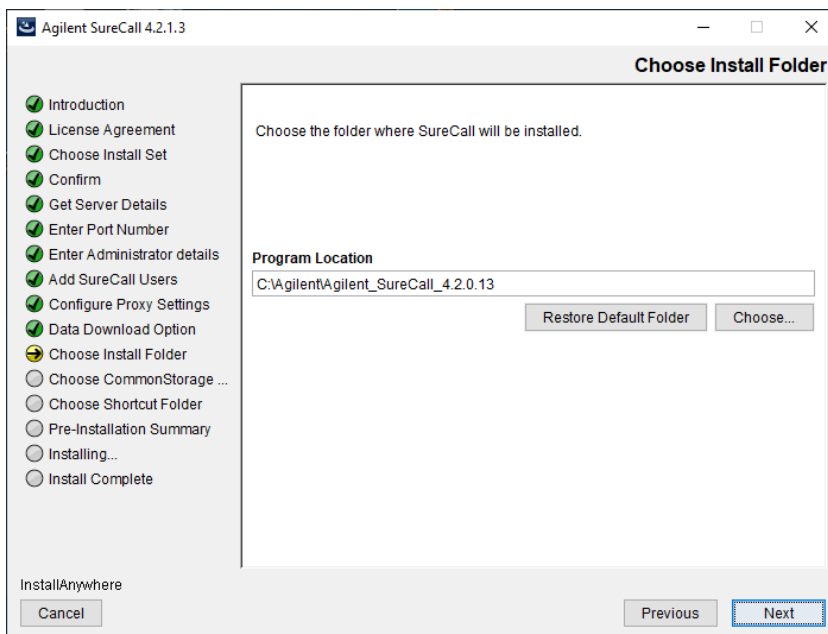 Agilent SureCall 4.2.1.3
Choose Install Folder
Introduction
License Agreement
Choose Install Set
Confirm
Get Server Details
Enter Port Number
Enter Administrator details
Add SureCall Users
Configure Proxy Settings
Data Download Option
Choose Install Folder
Choose CommonStorage ...
Choose Shortcut Folder
Pre-Installation Summary
Installing...
Install Complete
Choose the folder where SureCall will be installed.
Program Location
C:\Agilent\Agilent_SureCall_4.2.0.13
Restore Default Folder
Choose...
InstallAnywhere
Cancel
Previous
Next